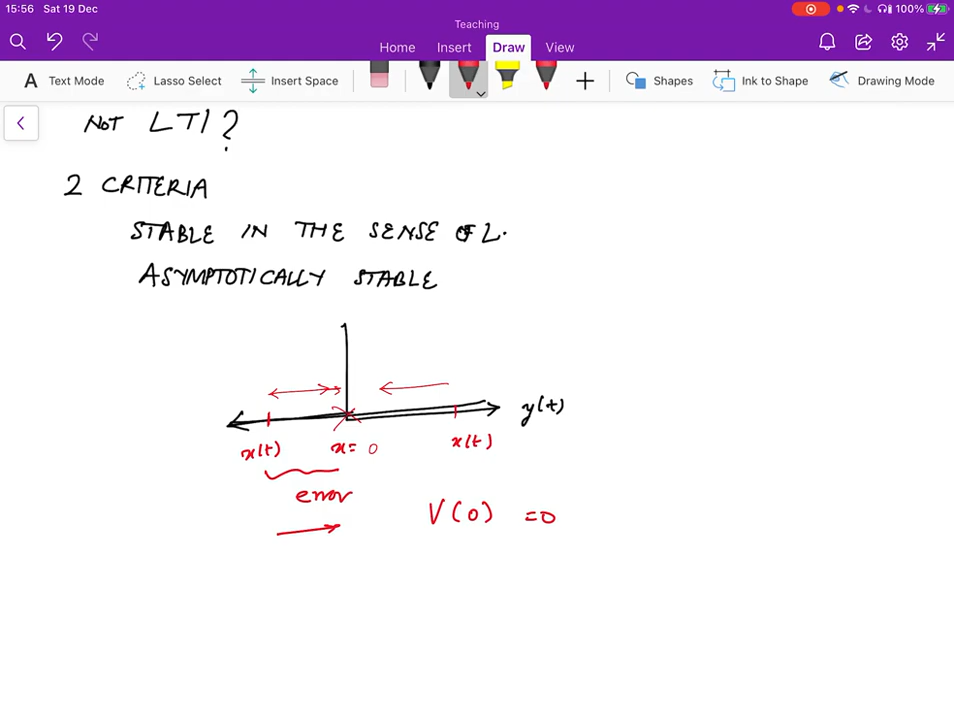 15:56 Sat 19 Dec
100%
Teaching
Home Insert Draw View
Text Mode Lasso Select Insert Space Shapes Ink to Shape Drawing Mode
NOT LTI?
2 CRITERIA
STABLE IN THE SENSE OF L.
ASYMPTOTICALLY STABLE
y(t)
x(t) x= 0 x(t)
error
V(0) =0